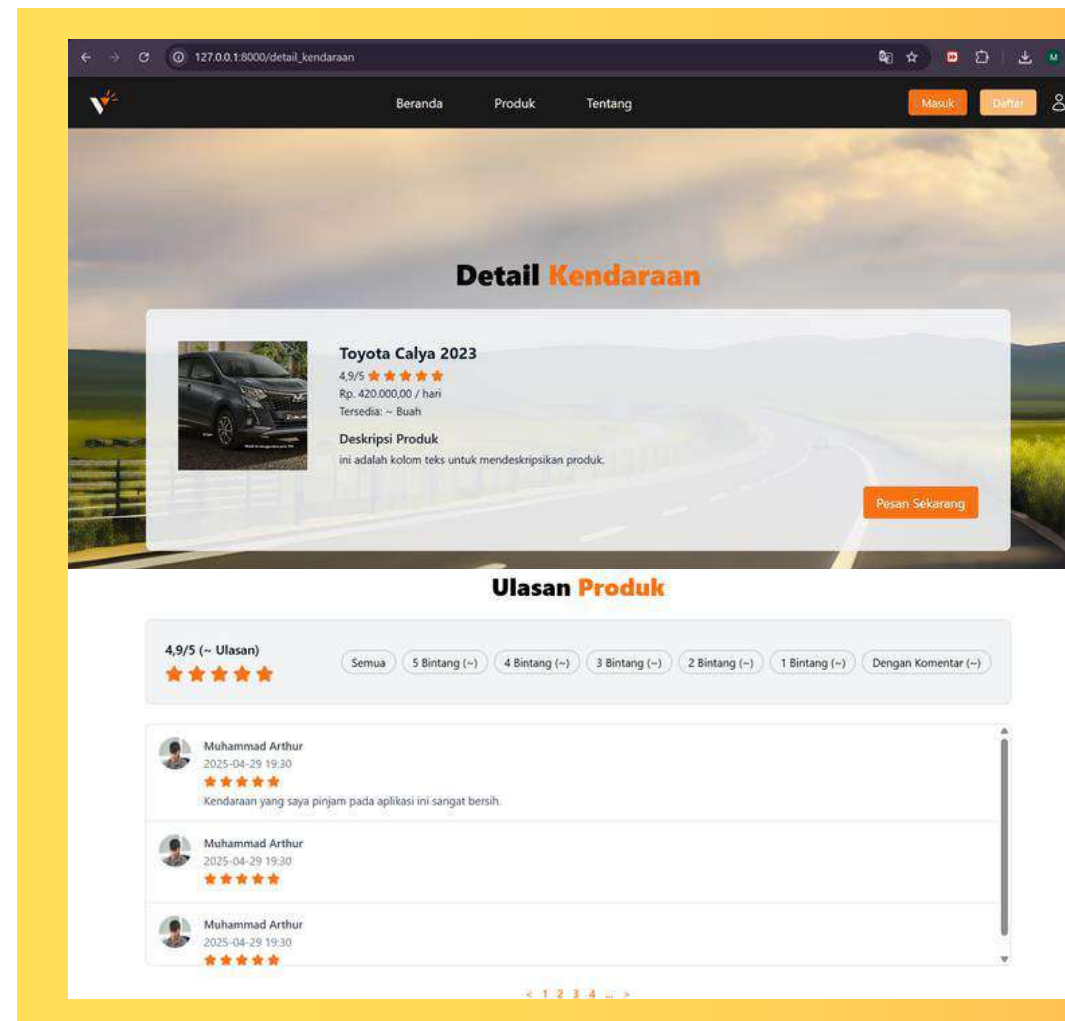 127.0.0.1:8000/detail_kendaraan
M
Beranda Produk Tentang Masuk Daftar
Detail Kendaraan
Toyota Calya 2023
4,9/5
Rp. 420.000,00 / hari
Tersedia: ~ Buah
Deskripsi Produk
ini adalah kolom teks untuk mendeskripsikan produk.
Pesan Sekarang
Ulasan Produk
4,9/5 (~ Ulasan)
Semua 5 Bintang (~) 4 Bintang (~) 3 Bintang (~) 2 Bintang (~) 1 Bintang (~) Dengan Komentar (~)
Muhammad Arthur
2025-04-29 19:30
Kendaraan yang saya pinjam pada aplikasi ini sangat bersih.
Muhammad Arthur
2025-04-29 19:30
Muhammad Arthur
2025-04-29 19:30
< 1 2 3 4 ... >